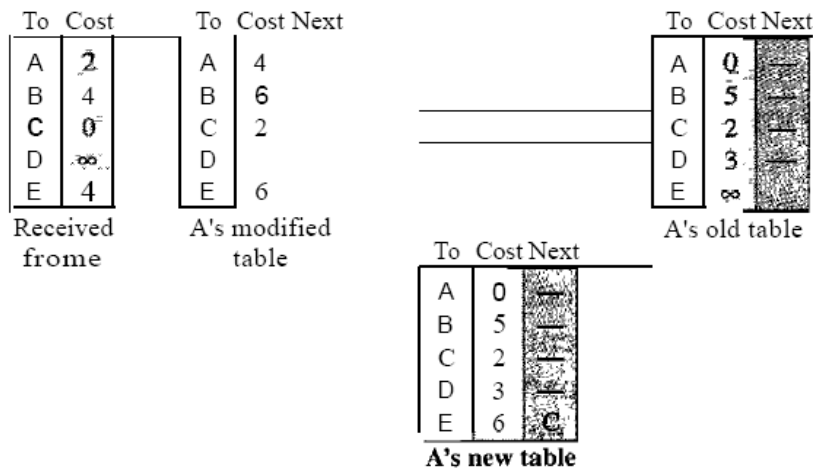 To Cost
A 2
B 4
C 0
D ∞
E 4
Received
frome
To Cost Next
A 4
B 6
C 2
D
E 6
A's modified
table
To Cost Next
A 0 —
B 5 —
C 2 —
D 3 —
E ∞
A's old table
To Cost Next
A 0 —
B 5 —
C 2 —
D 3 —
E 6 C
A's new table